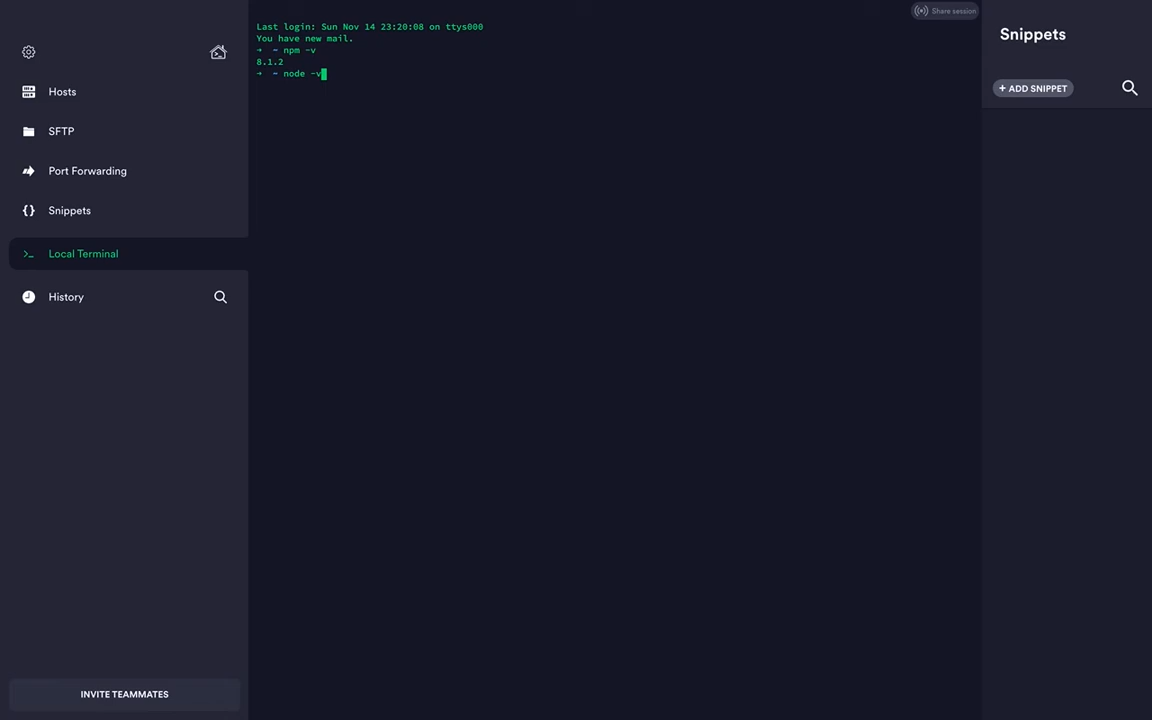 Share session
Last login: Sun Nov 14 23:20:08 on ttys000
You have new mail.
➜ ~ npm -v
8.1.2
➜ ~ node -v
Hosts
SFTP
Port Forwarding
Snippets
Local Terminal
History
INVITE TEAMMATES
Snippets
+ ADD SNIPPET